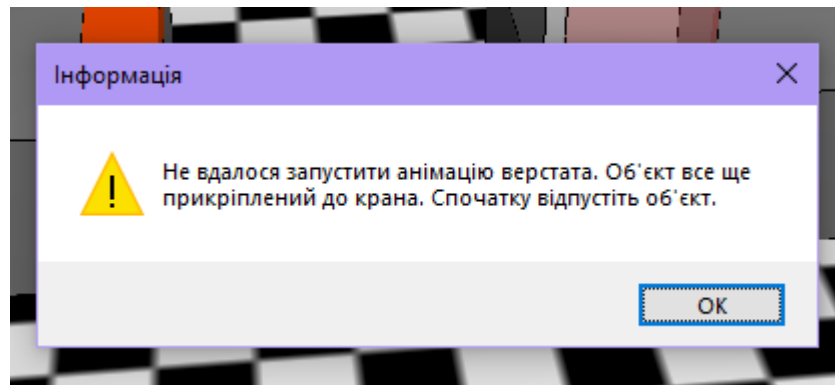 Інформація
Не вдалося запустити анімацію верстата. Об'єкт все ще
прикріплений до крана. Спочатку відпустіть об'єкт.
OK